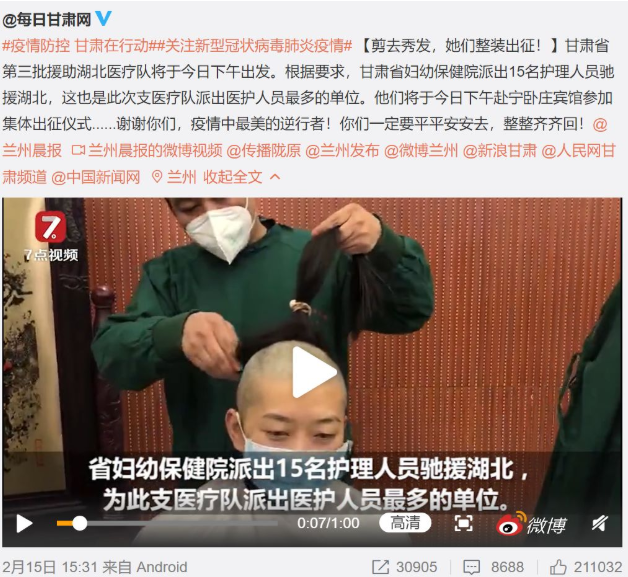 @每日甘肃网
#疫情防控 甘肃在行动##关注新型冠状病毒肺炎疫情# 【剪去秀发，她们整装出征！】甘肃省
第三批援助湖北医疗队将于今日下午出发。根据要求，甘肃省妇幼保健院派出15名护理人员驰
援湖北，这也是此次支医疗队派出医护人员最多的单位。他们将于今日下午赴宁卧庄宾馆参加
集体出征仪式......谢谢你们，疫情中最美的逆行者！你们一定要平平安安去，整整齐齐回！@
兰州晨报 兰州晨报的微博视频 @传播陇原 @兰州发布 @微博兰州 @新浪甘肃 @人民网甘
肃频道 @中国新闻网 兰州 收起全文
7.
7点视频
省妇幼保健院派出15名护理人员驰援湖北，
为此支医疗队派出医护人员最多的单位。
0:07/1:00 高清 微博
2月15日 15:31 来自 Android 30905 8688 211032